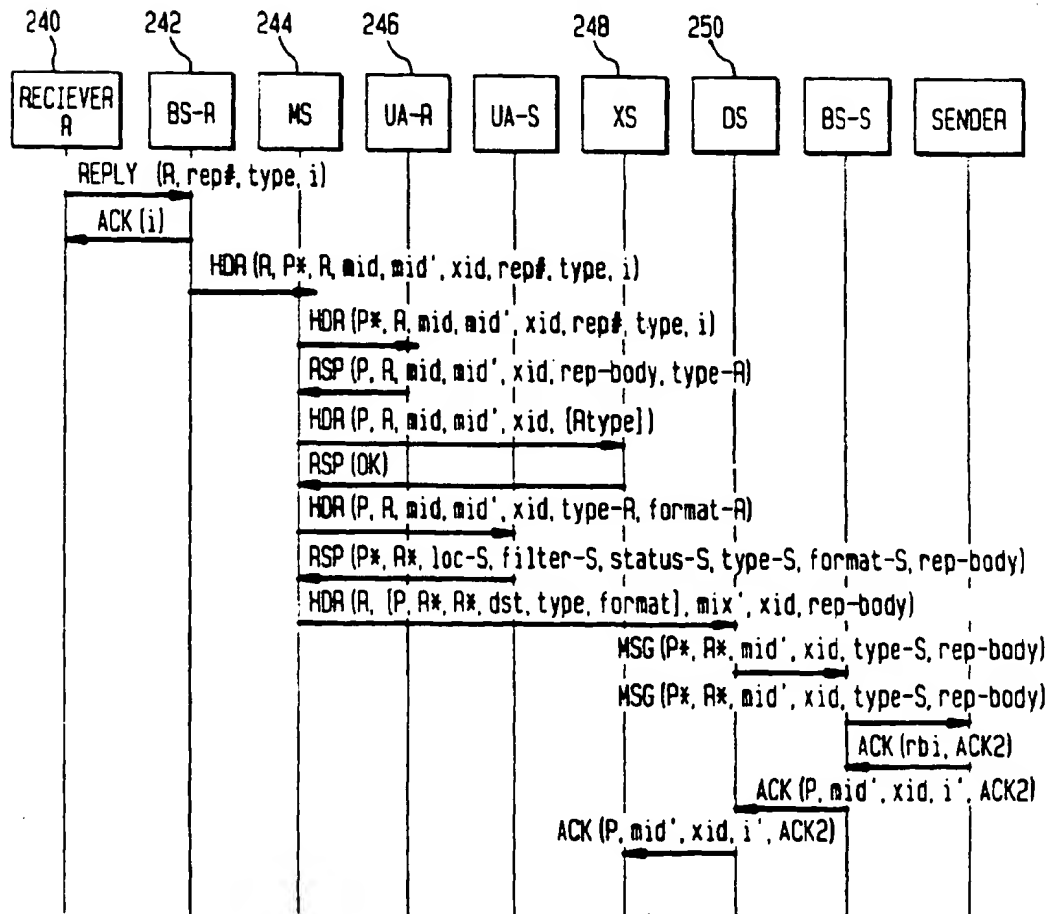 240 242 244 246 248 250
RECIEVER A BS-R MS UA-R UA-S XS DS BS-S SENDER
REPLY (R, rep#, type, i)
ACK (i)
HDR (R, P*, R, mid, mid', xid, rep#, type, i)
HDR (P*, R, mid, mid', xid, rep#, type, i)
RSP (P, R, mid, mid', xid, rep-body, type-R)
HDR (P, R, mid, mid', xid, {Rtype})
RSP (OK)
HDR (P, R, mid, mid', xid, type-R, format-R)
RSP (P*, R*, loc-S, filter-S, status-S, type-S, format-S, rep-body)
HDR (R, [P, R*, R*, dst, type, format], mix', xid, rep-body)
MSG (P*, R*, mid', xid, type-S, rep-body)
MSG (P*, R*, mid', xid, type-S, rep-body)
ACK (rbi, ACK2)
ACK (P, mid', xid, i', ACK2)
ACK (P, mid', xid, i', ACK2)